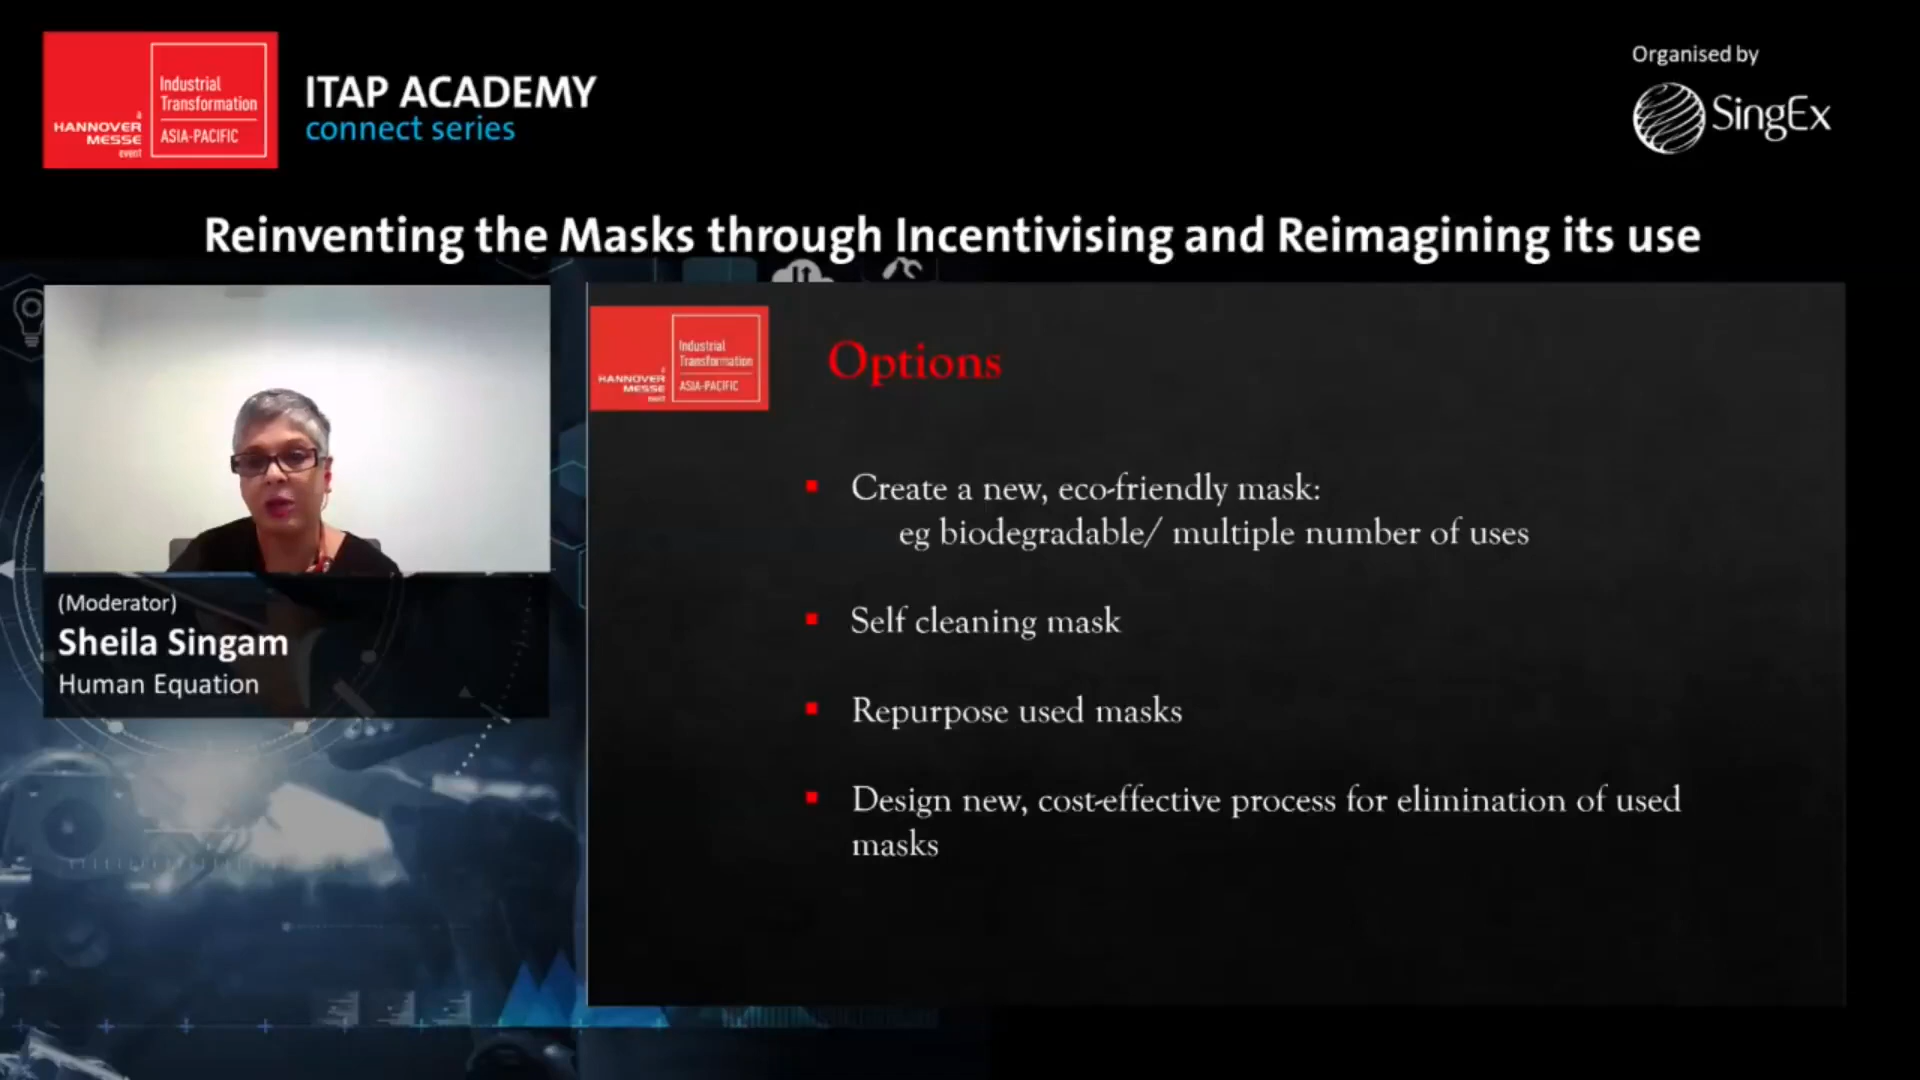 a
HANNOVER
MESSE
event
Industrial
Transformation
ASIA-PACIFIC
ITAP ACADEMY
connect series
Organised by
SingEx
Reinventing the Masks through Incentivising and Reimagining its use
(Moderator)
Sheila Singam
Human Equation
a
HANNOVER
MESSE
event
Industrial
Transformation
ASIA-PACIFIC
Options
Create a new, eco-friendly mask:
eg biodegradable/ multiple number of uses
Self cleaning mask
Repurpose used masks
Design new, cost-effective process for elimination of used
masks